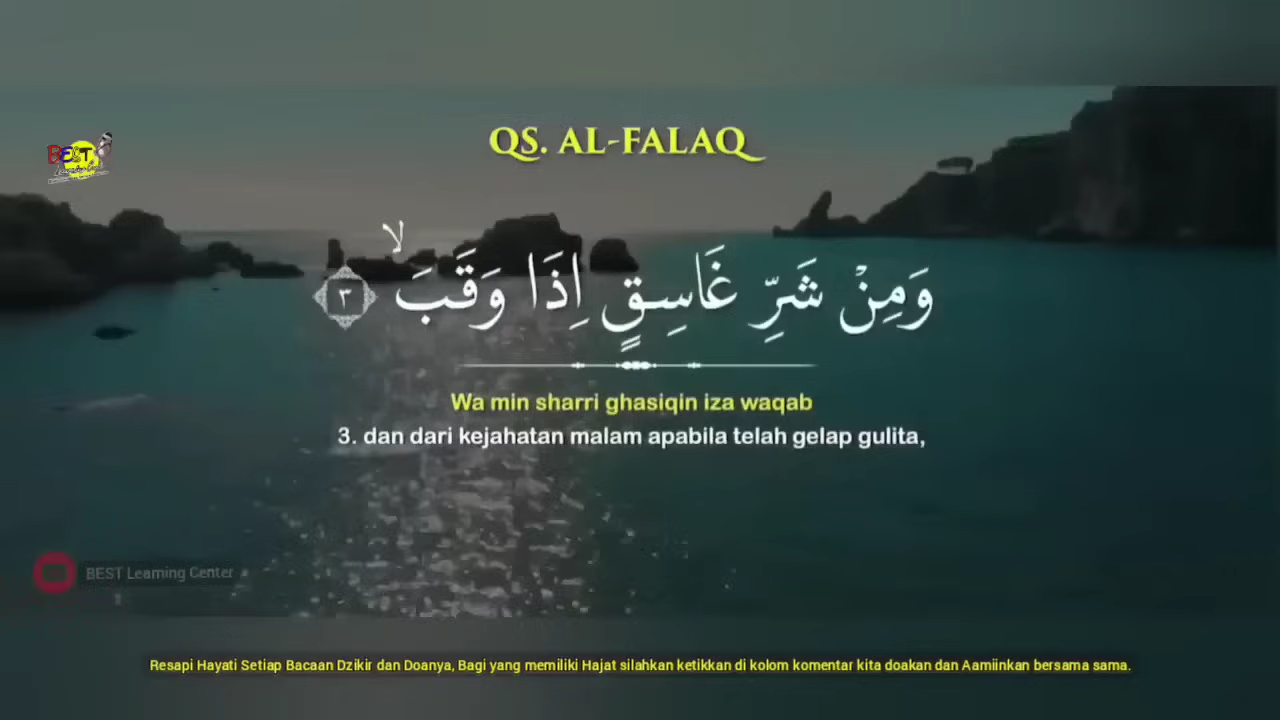 BEST
QS. AL-FALAQ
وَمِنْ شَرِّ غَاسِقٍ اِذَا وَقَبَۙ ٣
Wa min sharri ghasiqin iza waqab
3. dan dari kejahatan malam apabila telah gelap gulita,
BEST Learning Center
Resapi Hayati Setiap Bacaan Dzikir dan Doanya, Bagi yang memiliki Hajat silahkan ketikkan di kolom komentar kita doakan dan Aamiinkan bersama sama.